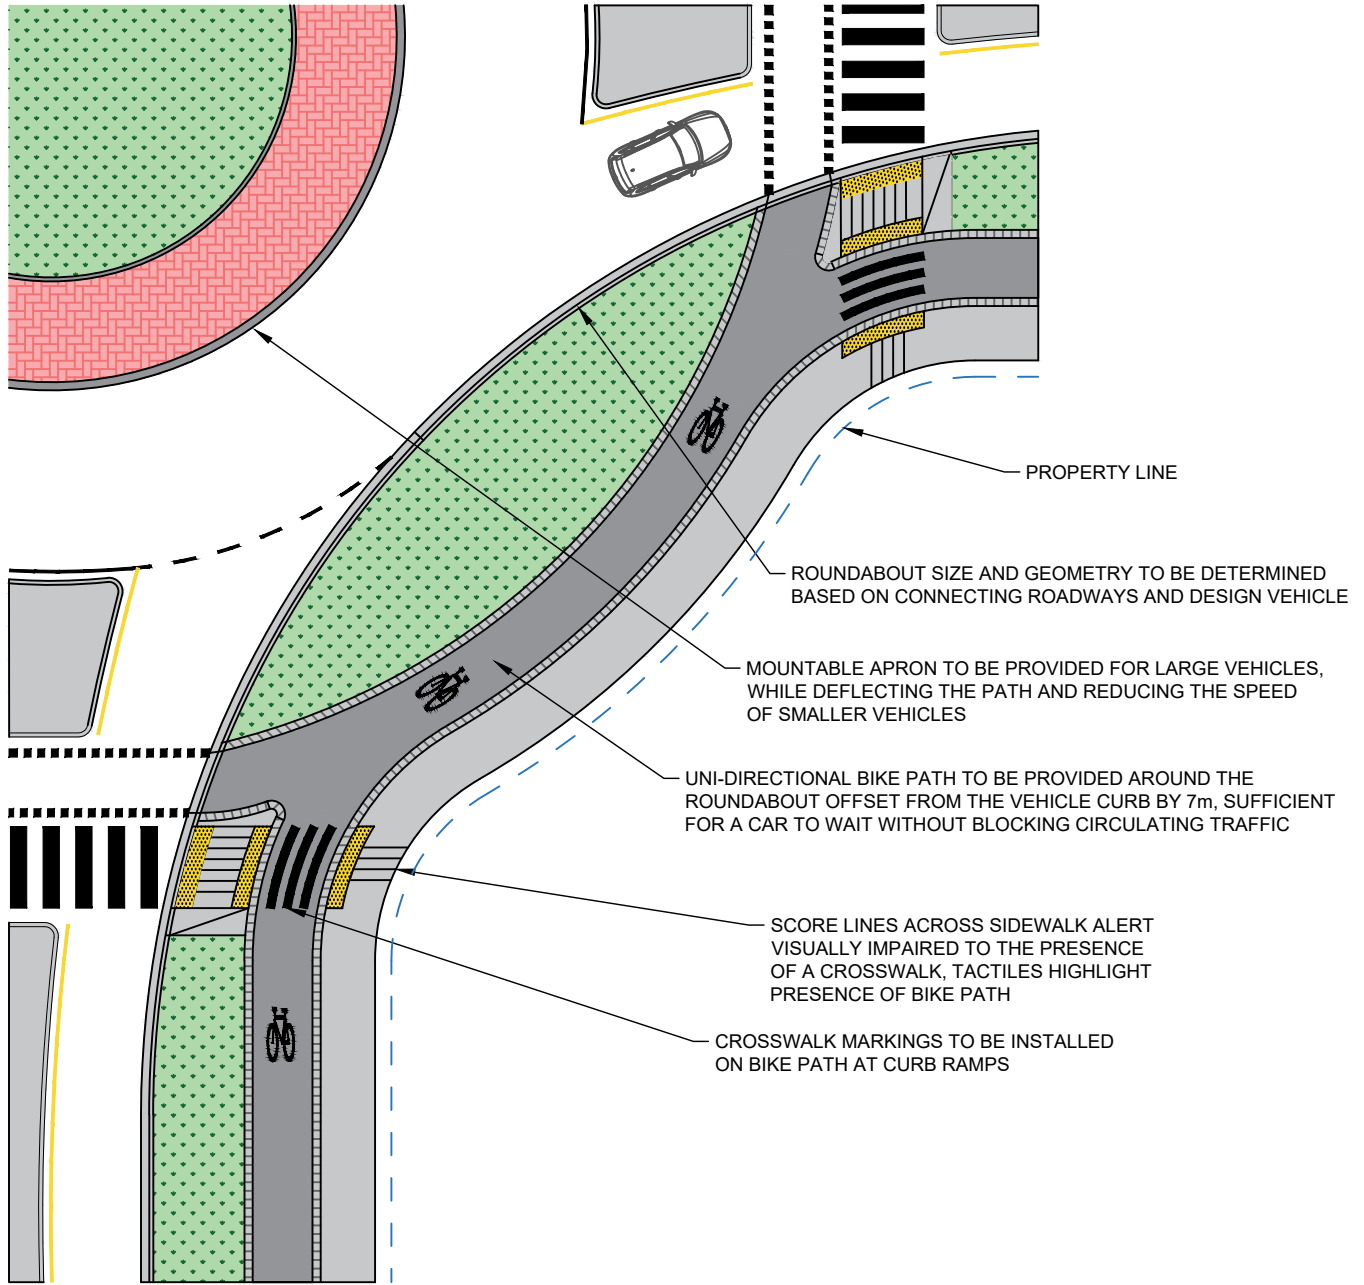 PROPERTY LINE
ROUNDABOUT SIZE AND GEOMETRY TO BE DETERMINED
BASED ON CONNECTING ROADWAYS AND DESIGN VEHICLE
MOUNTABLE APRON TO BE PROVIDED FOR LARGE VEHICLES,
WHILE DEFLECTING THE PATH AND REDUCING THE SPEED
OF SMALLER VEHICLES
UNI-DIRECTIONAL BIKE PATH TO BE PROVIDED AROUND THE
ROUNDABOUT OFFSET FROM THE VEHICLE CURB BY 7m, SUFFICIENT
FOR A CAR TO WAIT WITHOUT BLOCKING CIRCULATING TRAFFIC
SCORE LINES ACROSS SIDEWALK ALERT
VISUALLY IMPAIRED TO THE PRESENCE
OF A CROSSWALK, TACTILES HIGHLIGHT
PRESENCE OF BIKE PATH
CROSSWALK MARKINGS TO BE INSTALLED
ON BIKE PATH AT CURB RAMPS